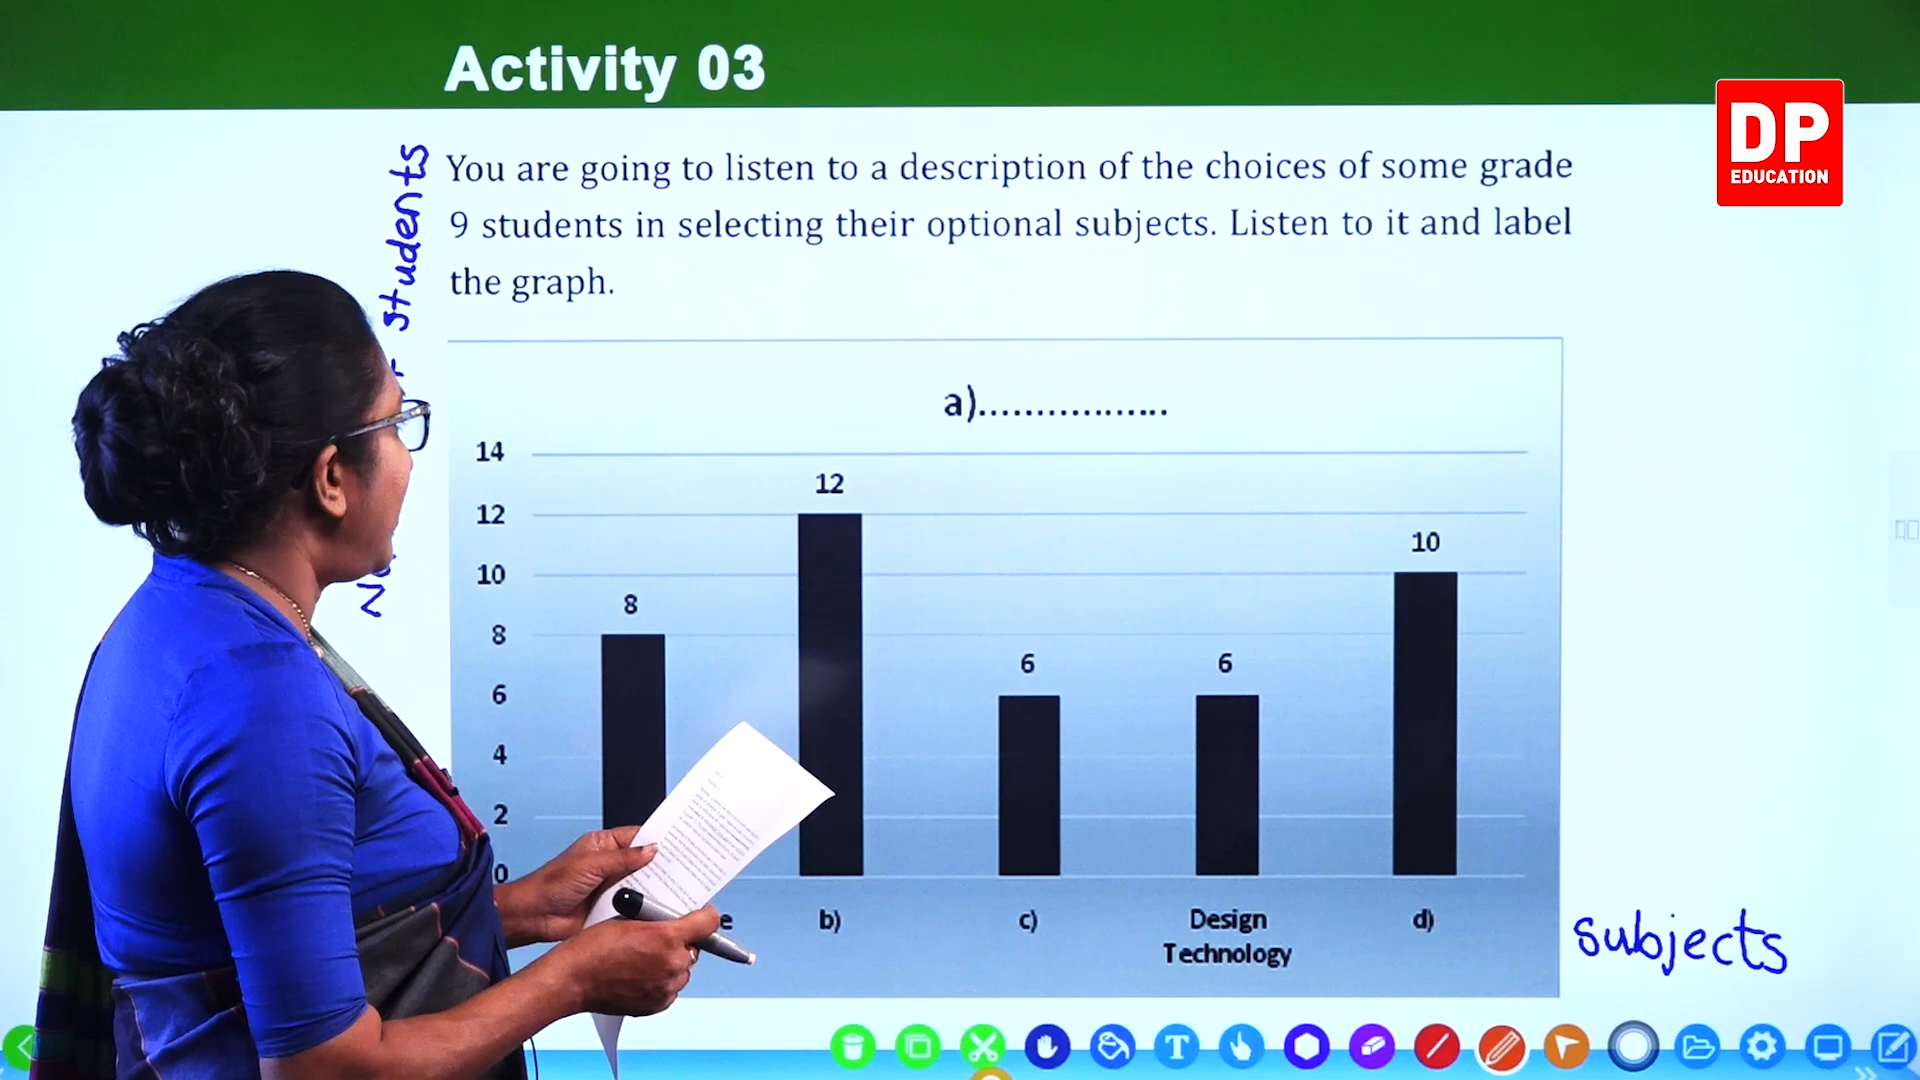 Activity 03
DP
EDUCATION
You are going to listen to a description of the choices of some grade
9 students in selecting their optional subjects. Listen to it and label
the graph.
students
a).................
14
12
10
8
6
4
2
0
8
12
6
6
10
b)
c)
Design
Technology
d)
subjects